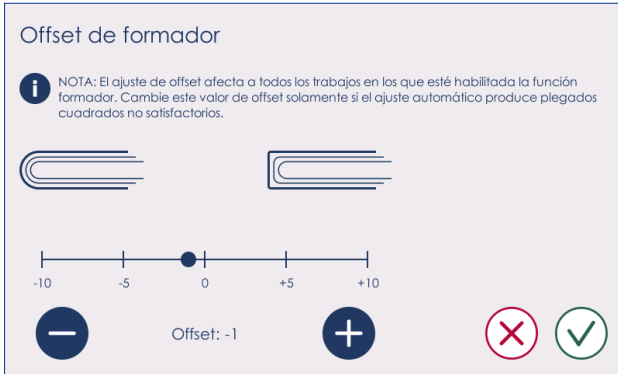 Offset de formador
NOTA: El ajuste de offset afecta a todos los trabajos en los que esté habilitada la función
formador. Cambie este valor de offset solamente si el ajuste automático produce plegados
cuadrados no satisfactorios.
-10 -5 0 +5 +10
Offset: -1